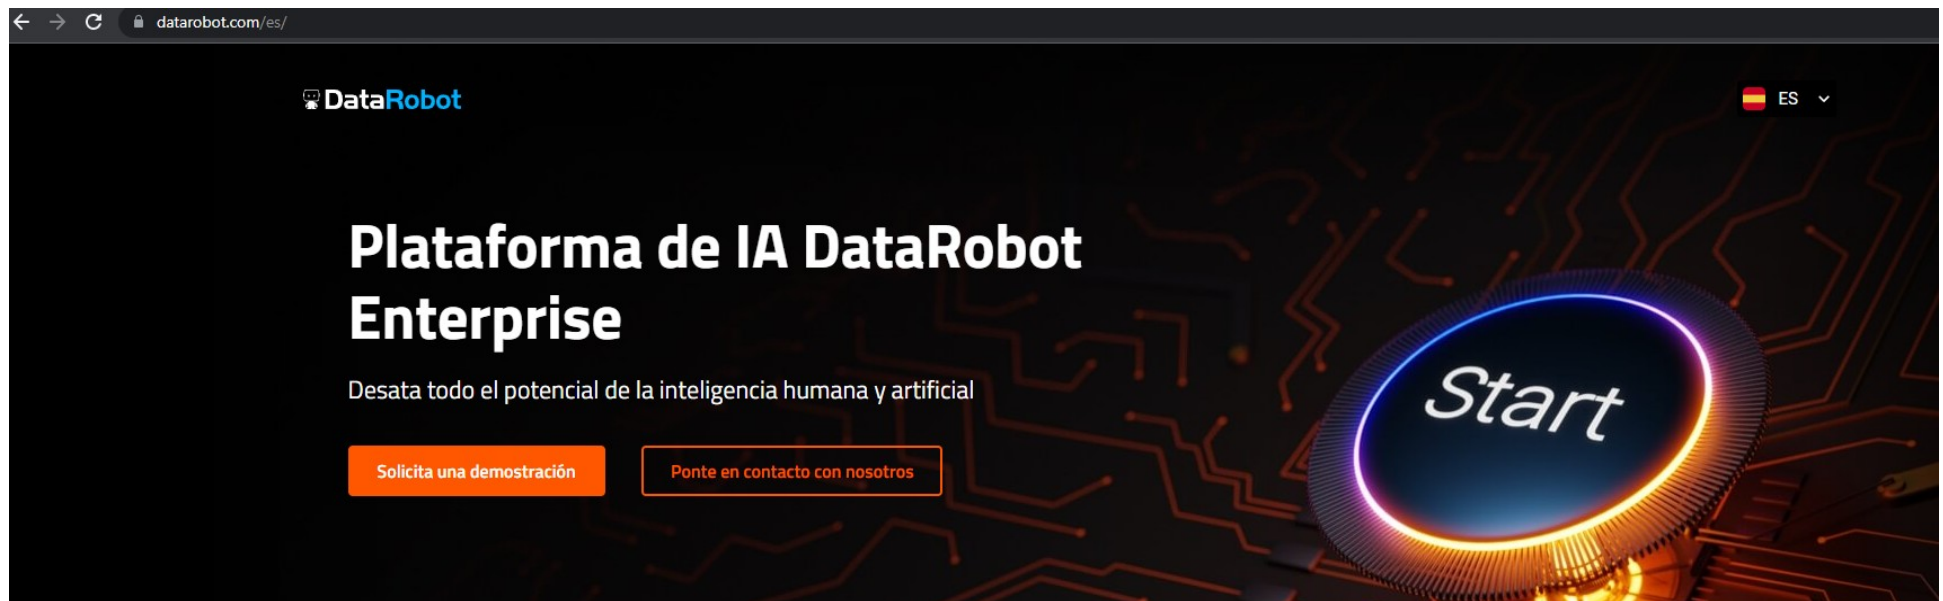 datarobot.com/es/
DataRobot
ES
Plataforma de IA DataRobot
Enterprise
Desata todo el potencial de la inteligencia humana y artificial
Solicita una demostración
Ponte en contacto con nosotros
Start